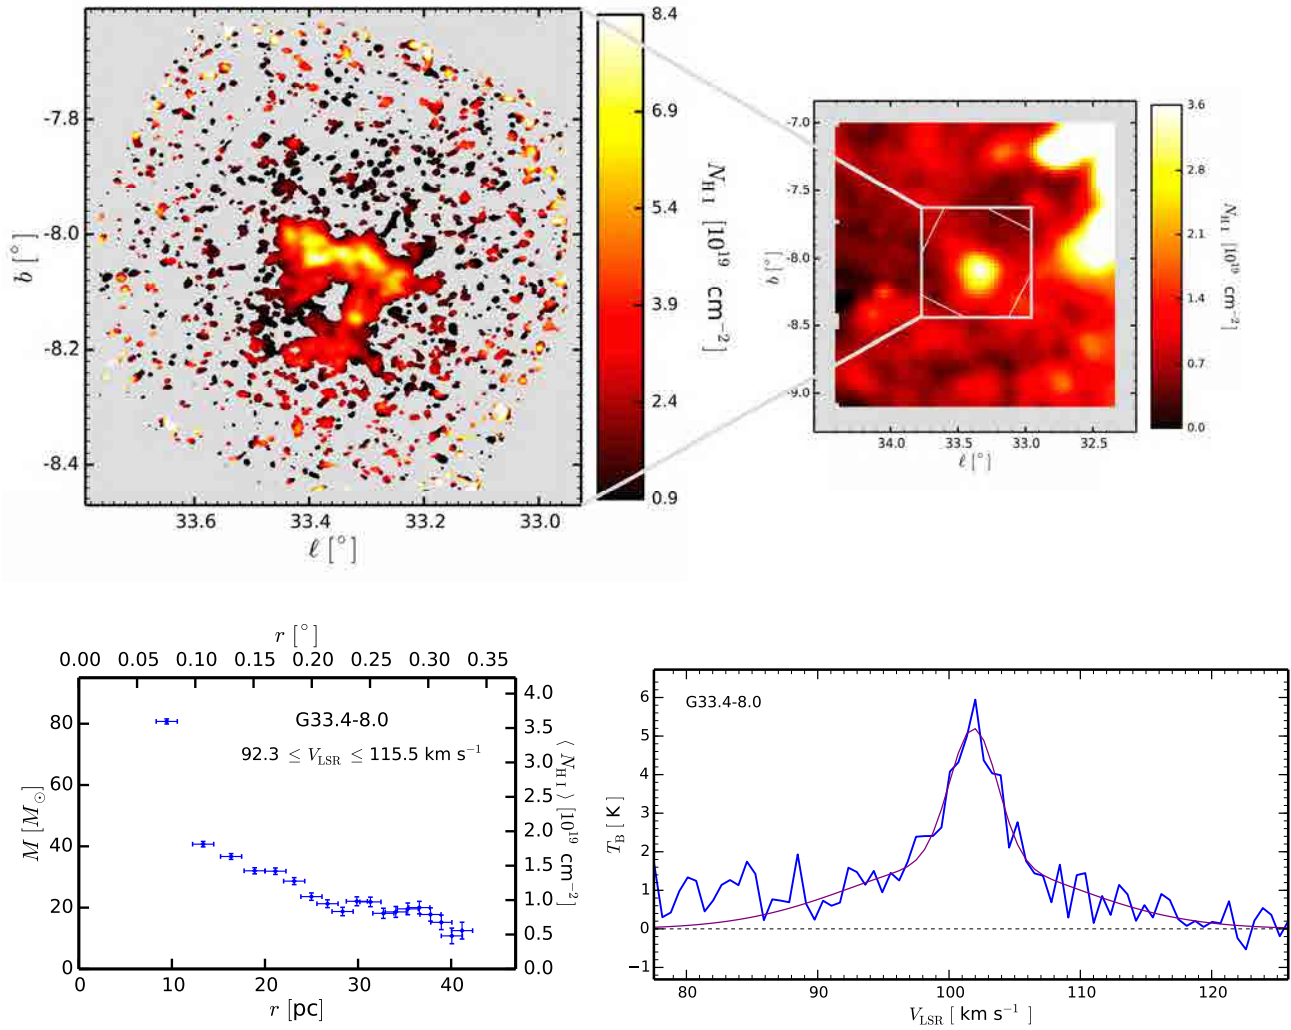 8.4
6.9
5.4
3.9
2.4
0.9
N_HI [10^19 cm^−2]
-7.8
-8.0
-8.2
-8.4
b [°]
33.6 33.4 33.2 33.0
ℓ [°]
3.6
2.8
2.1
1.4
0.7
0.0
N_HI [10^19 cm^−2]
-7.0
-7.5
-8.0
-8.5
-9.0
b [°]
34.0 33.5 33.0 32.5
ℓ [°]
r [°]
0.00 0.05 0.10 0.15 0.20 0.25 0.30 0.35
80
60
40
20
0
M [M⊙]
G33.4-8.0
92.3 ≤ V_LSR ≤ 115.5 km s^−1
4.0
3.5
3.0
2.5
2.0
1.5
1.0
0.5
0.0
⟨ N_HI ⟩ [10^19 cm^−2]
0 10 20 30 40
r [pc]
G33.4-8.0
6
5
4
3
2
1
0
−1
T_B [ K ]
80 90 100 110 120
V_LSR [ km s^−1 ]